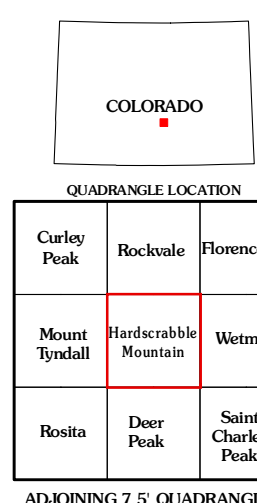 COLORADO
QUADRANGLE LOCATION
Curley
Peak
Rockvale
Florenc
Mount
Tyndall
Hardscrabble
Mountain
Wetm
Rosita
Deer
Peak
Saint
Charle
Peak
ADJOINING 7.5' QUADRANGL